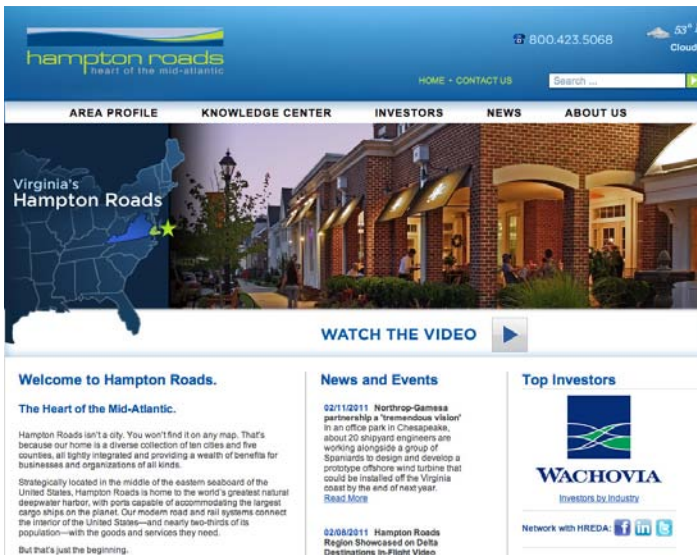 hampton roads
heart of the mid-atlantic
800.423.5068
53°
Cloud
HOME • CONTACT US
Search ...
AREA PROFILE KNOWLEDGE CENTER INVESTORS NEWS ABOUT US
Virginia's
Hampton Roads
WATCH THE VIDEO
Welcome to Hampton Roads.
The Heart of the Mid-Atlantic.
Hampton Roads isn't a city. You won't find it on any map. That's
because our home is a diverse collection of ten cities and five
counties, all tightly integrated and providing a wealth of benefits for
businesses and organizations of all kinds.
Strategically located in the middle of the eastern seaboard of the
United States, Hampton Roads is home to the world's greatest natural
deepwater harbor, with ports capable of accommodating the largest
cargo ships on the planet. Our modern road and rail systems connect
the interior of the United States—and nearly two-thirds of its
population—with the goods and services they need.
But that's just the beginning.
News and Events
02/11/2011 Northrop-Gamesa
partnership a 'tremendous vision'
In an office park in Chesapeake,
about 20 shipyard engineers are
working alongside a group of
Spaniards to design and develop a
prototype offshore wind turbine that
could be installed off the Virginia
coast by the end of next year.
Read More
02/08/2011 Hampton Roads
Region Showcased on Delta
Destinations In-Flight Video
Top Investors
WACHOVIA
Investors by Industry
Network with HREDA: